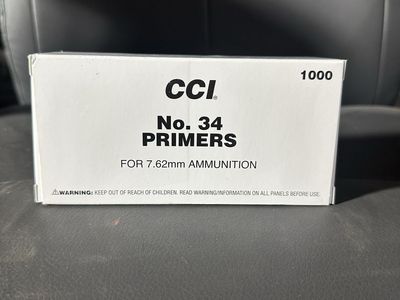 1000
CCI®
No. 34
PRIMERS
FOR 7.62mm AMMUNITION
⚠WARNING: KEEP OUT OF REACH OF CHILDREN. READ WARNING/INFORMATION ON ALL PANELS BEFORE USE.